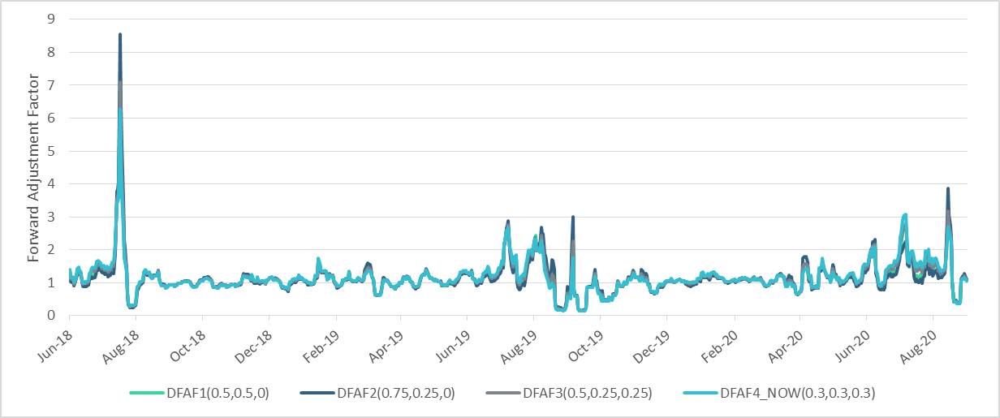 9
8
7
6
5
4
3
2
1
0
Forward Adjustment Factor
Jun-18
Aug-18
Oct-18
Dec-18
Feb-19
Apr-19
Jun-19
Aug-19
Oct-19
Dec-19
Feb-20
Apr-20
Jun-20
Aug-20
DFAF1(0.5,0.5,0)
DFAF2(0.75,0.25,0)
DFAF3(0.5,0.25,0.25)
DFAF4_NOW(0.3,0.3,0.3)